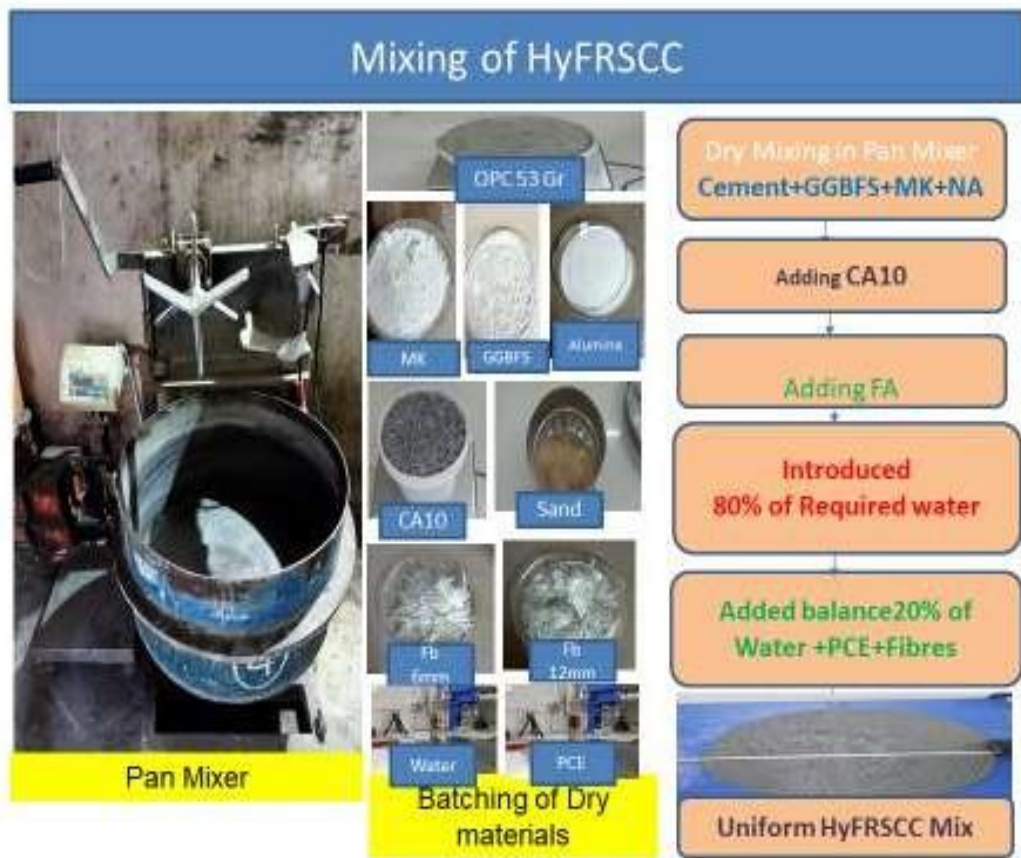 Mixing of HyFRSCC
Pan Mixer
OPC 53 Gr
MK
GGBFS
Alumina
CA10
Sand
Fb
6mm
Fb
12mm
Water
PCE
Batching of Dry
materials
Dry Mixing in Pan Mixer
Cement+GGBFS+MK+NA
Adding CA10
Adding FA
Introduced
80% of Required water
Added balance20% of
Water +PCE+Fibres
Uniform HyFRSCC Mix